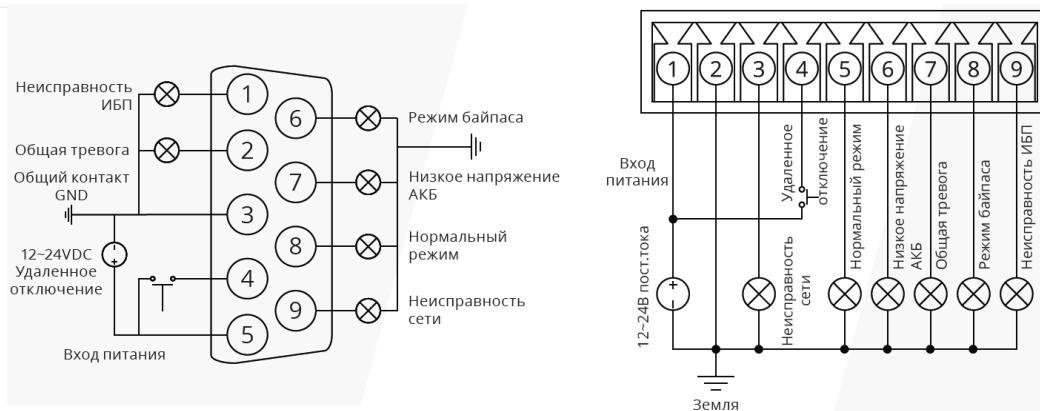 Неисправность
ИБП
1
6
Режим байпаса
Общая тревога
2
Общий контакт
GND
7
Низкое напряжение
АКБ
3
12~24VDC
Удаленное
отключение
8
Нормальный
режим
4
9
Неисправность
сети
5
Вход питания
1 2 3 4 5 6 7 8 9
Вход
питания
Удаленное
отключение
Нормальный режим
Низкое напряжение
АКБ
Общая тревога
Режим байпаса
Неисправность ИБП
12~24В пост.тока
Неисправность
сети
Земля